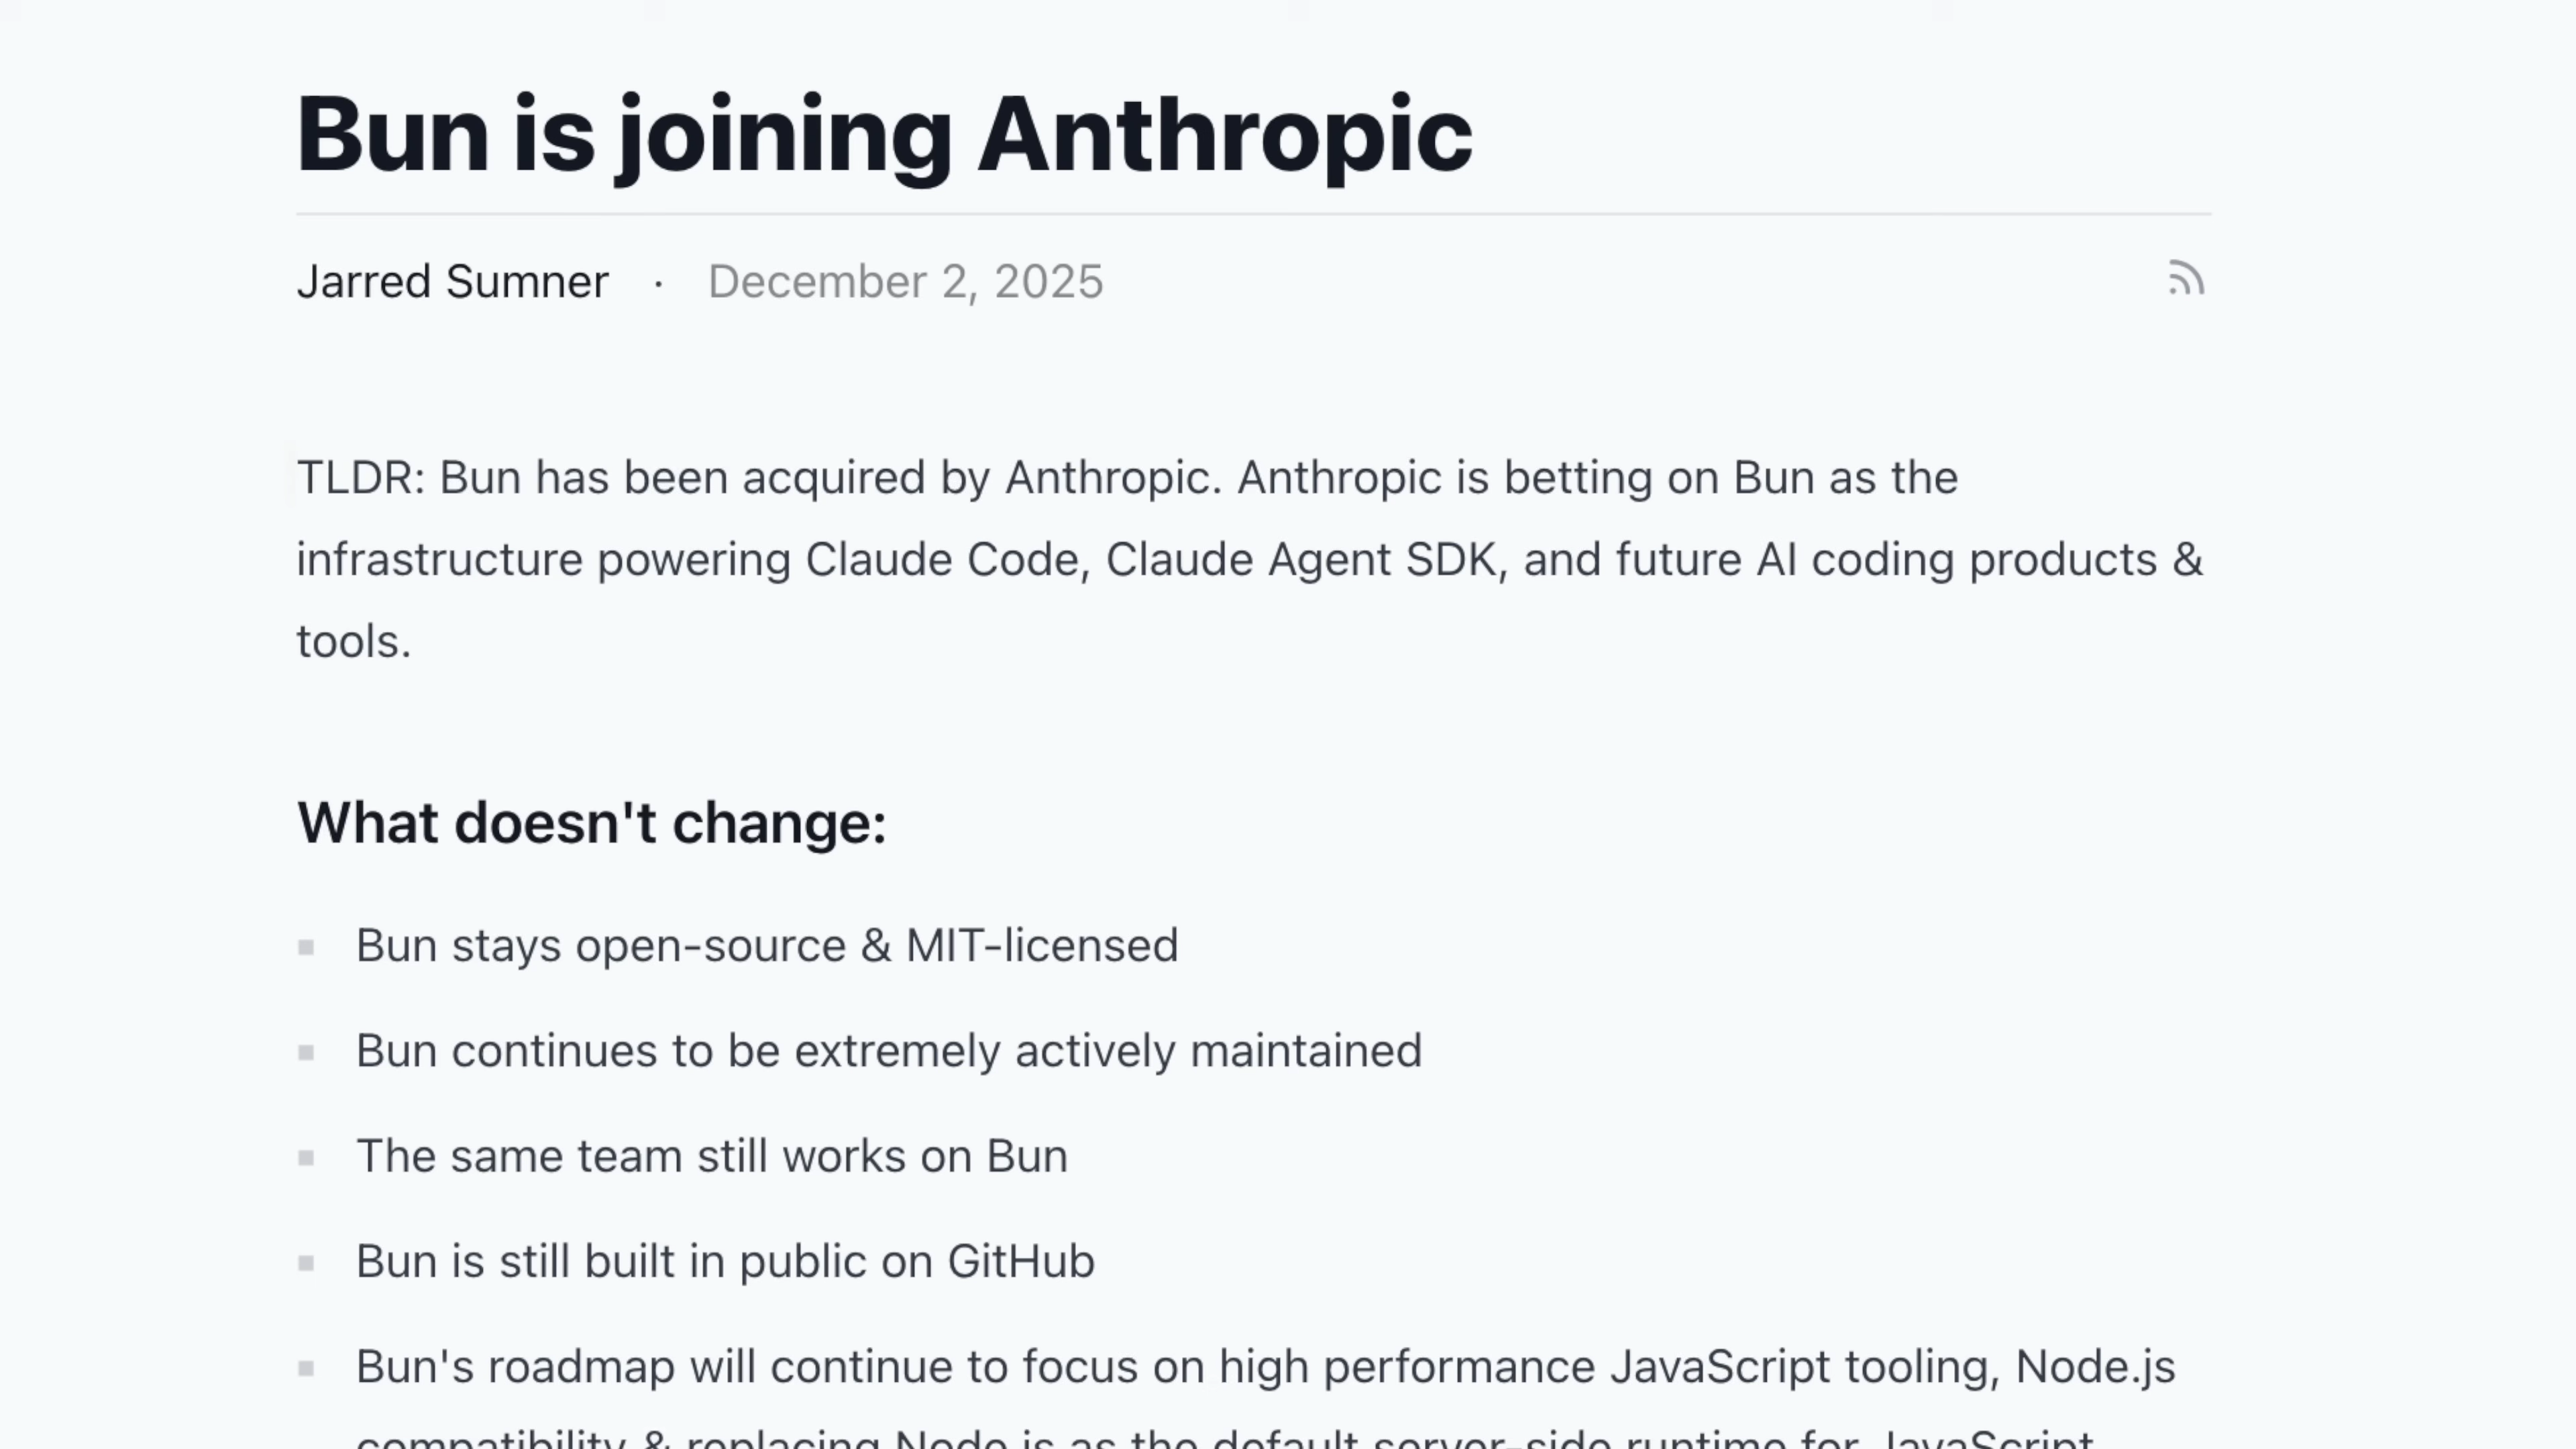 Bun is joining Anthropic
Jarred Sumner · December 2, 2025
TLDR: Bun has been acquired by Anthropic. Anthropic is betting on Bun as the
infrastructure powering Claude Code, Claude Agent SDK, and future AI coding products &
tools.
What doesn't change:
▪ Bun stays open-source & MIT-licensed
▪ Bun continues to be extremely actively maintained
▪ The same team still works on Bun
▪ Bun is still built in public on GitHub
▪ Bun's roadmap will continue to focus on high performance JavaScript tooling, Node.js
compatibility & replacing Node.js as the default server-side runtime for JavaScript